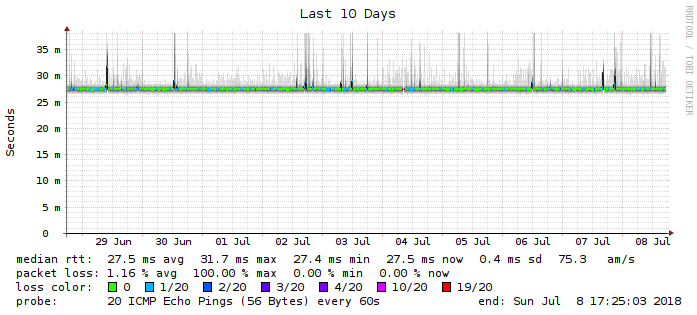 Last 10 Days
RRDTOOL / TOBI OETIKER
Seconds
35 m
30 m
25 m
20 m
15 m
10 m
5 m
0
29 Jun 30 Jun 01 Jul 02 Jul 03 Jul 04 Jul 05 Jul 06 Jul 07 Jul 08 Jul
median rtt: 27.5 ms avg 31.7 ms max 27.4 ms min 27.5 ms now 0.4 ms sd 75.3 am/s
packet loss: 1.16 % avg 100.00 % max 0.00 % min 0.00 % now
loss color: 0 1/20 2/20 3/20 4/20 10/20 19/20
probe: 20 ICMP Echo Pings (56 Bytes) every 60s end: Sun Jul 8 17:25:03 2018